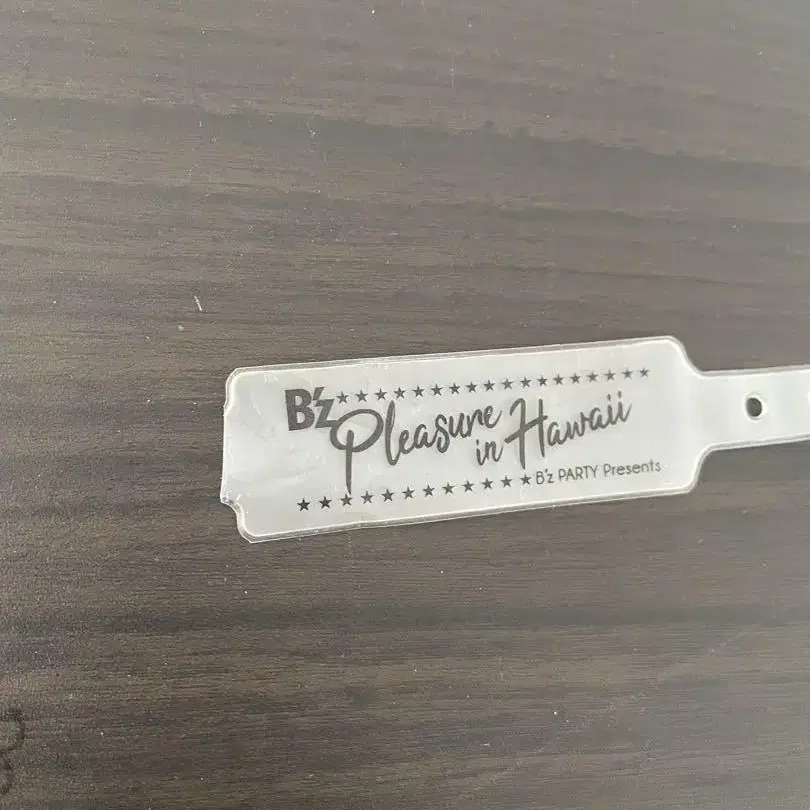 B'z Pleasure
in Hawaii
B'z PARTY Presents